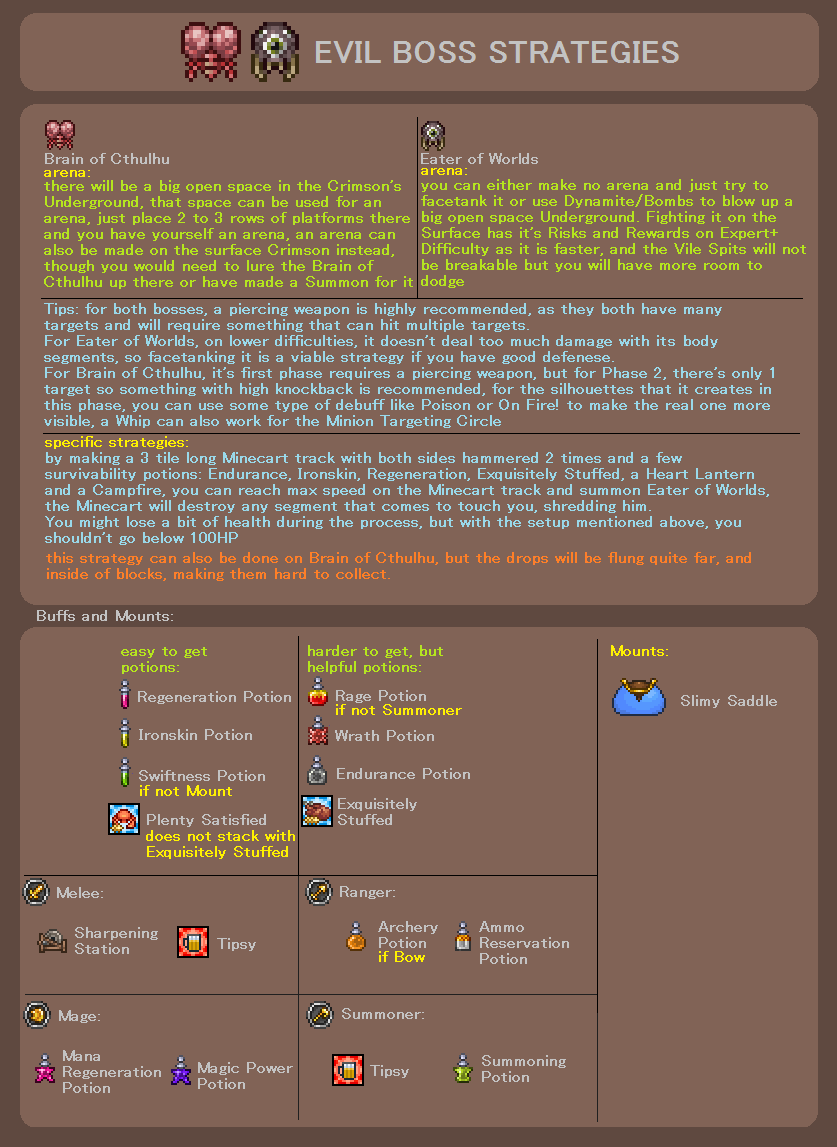 EVIL BOSS STRATEGIES
Brain of Cthulhu
arena:
there will be a big open space in the Crimson's
Underground, that space can be used for an
arena, just place 2 to 3 rows of platforms there
and you have yourself an arena, an arena can
also be made on the surface Crimson instead,
though you would need to lure the Brain of
Cthulhu up there or have made a Summon for it
Eater of Worlds
arena:
you can either make no arena and just try to
facetank it or use Dynamite/Bombs to blow up a
big open space Underground. Fighting it on the
Surface has it's Risks and Rewards on Expert+
Difficulty as it is faster, and the Vile Spits will not
be breakable but you will have more room to
dodge
Tips: for both bosses, a piercing weapon is highly recommended, as they both have many
targets and will require something that can hit multiple targets.
For Eater of Worlds, on lower difficulties, it doesn't deal too much damage with its body
segments, so facetanking it is a viable strategy if you have good defenese.
For Brain of Cthulhu, it's first phase requires a piercing weapon, but for Phase 2, there's only 1
target so something with high knockback is recommended, for the silhouettes that it creates in
this phase, you can use some type of debuff like Poison or On Fire! to make the real one more
visible, a Whip can also work for the Minion Targeting Circle
specific strategies:
by making a 3 tile long Minecart track with both sides hammered 2 times and a few
survivability potions: Endurance, Ironskin, Regeneration, Exquisitely Stuffed, a Heart Lantern
and a Campfire, you can reach max speed on the Minecart track and summon Eater of Worlds,
the Minecart will destroy any segment that comes to touch you, shredding him.
You might lose a bit of health during the process, but with the setup mentioned above, you
shouldn't go below 100HP
this strategy can also be done on Brain of Cthulhu, but the drops will be flung quite far, and
inside of blocks, making them hard to collect.
Buffs and Mounts:
easy to get
potions:
Regeneration Potion
Ironskin Potion
Swiftness Potion
if not Mount
Plenty Satisfied
does not stack with
Exquisitely Stuffed
harder to get, but
helpful potions:
Rage Potion
if not Summoner
Wrath Potion
Endurance Potion
Exquisitely
Stuffed
Mounts:
Slimy Saddle
Melee:
Sharpening
Station
Tipsy
Ranger:
Archery
Potion
if Bow
Ammo
Reservation
Potion
Mage:
Mana
Regeneration
Potion
Magic Power
Potion
Summoner:
Tipsy
Summoning
Potion